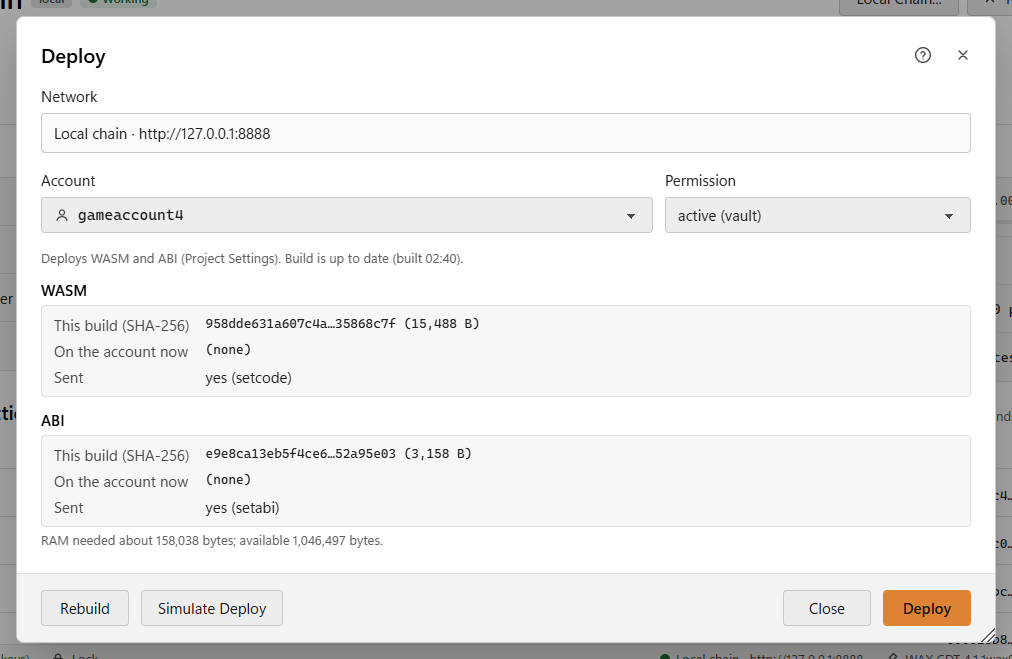 local
Working
Local Chain...
Deploy
Network
Local chain · http://127.0.0.1:8888
Account
Permission
gameaccount4
active (vault)
Deploys WASM and ABI (Project Settings). Build is up to date (built 02:40).
WASM
This build (SHA-256) 958dde631a607c4a…35868c7f (15,488 B)
On the account now (none)
Sent yes (setcode)
ABI
This build (SHA-256) e9e8ca13eb5f4ce6…52a95e03 (3,158 B)
On the account now (none)
Sent yes (setabi)
RAM needed about 158,038 bytes; available 1,046,497 bytes.
Rebuild
Simulate Deploy
Close
Deploy
Lock
Local chain · http://127.0.0.1:8888